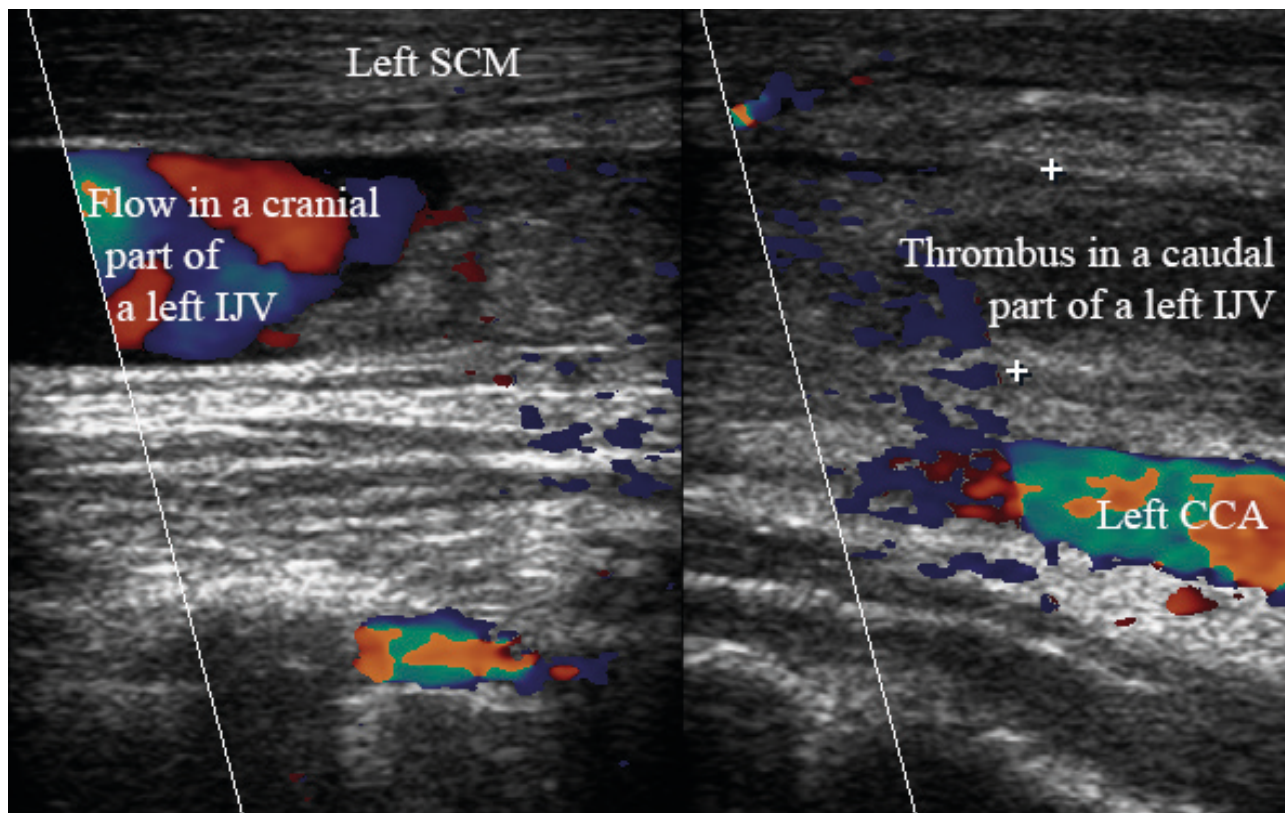 Left SCM
Flow in a cranial
part of
a left IJV
Thrombus in a caudal
part of a left IJV
Left CCA